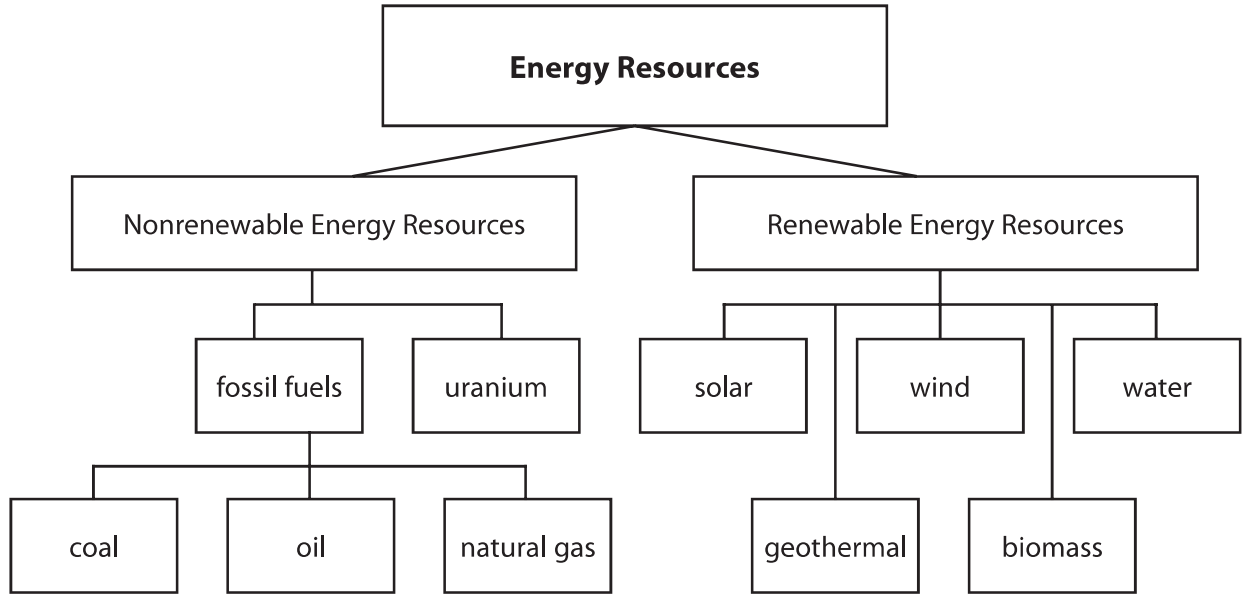 Energy Resources
Nonrenewable Energy Resources
Renewable Energy Resources
fossil fuels
uranium
solar
wind
water
coal
oil
natural gas
geothermal
biomass